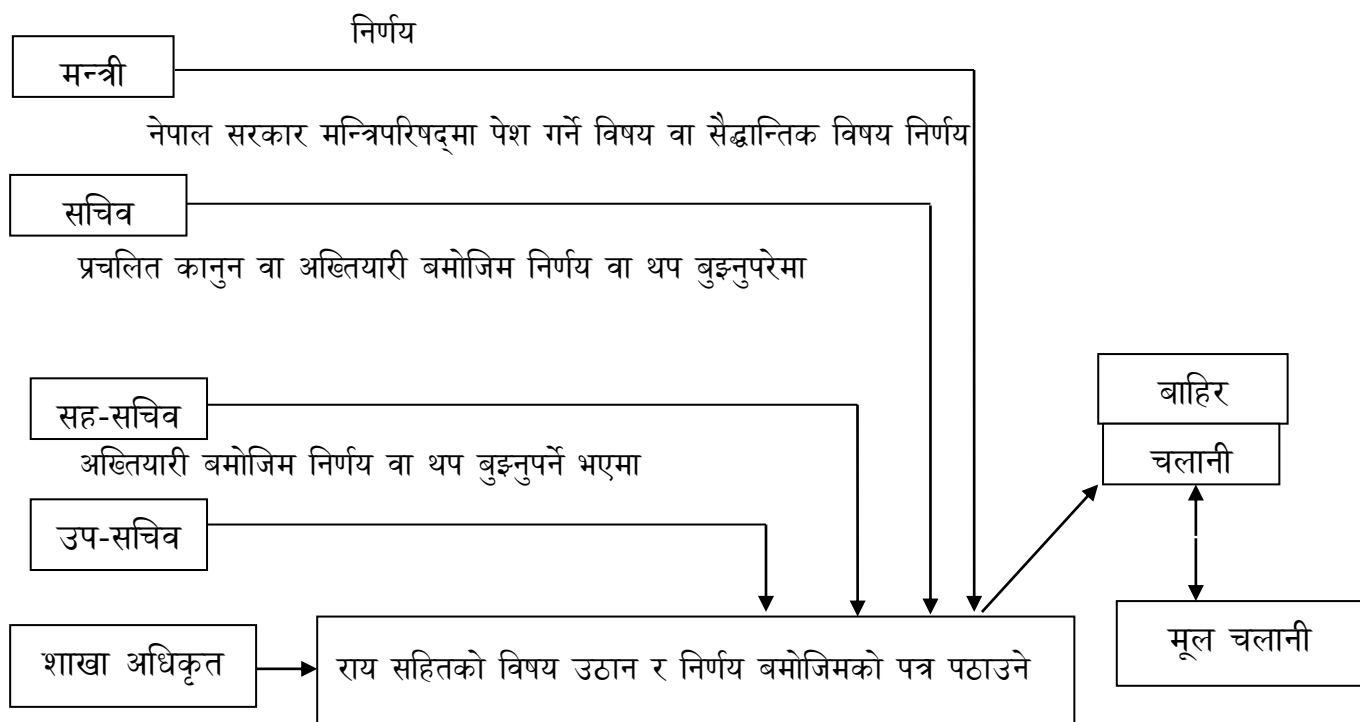 निर्णय
मन्त्री
नेपाल सरकार मन्त्रिपरिषद्‌मा पेश गर्ने विषय वा सैद्धान्तिक विषय निर्णय
सचिव
प्रचलित कानुन वा अख्तियारी बमोजिम निर्णय वा थप बुझ्नुपरेमा
सह-सचिव
अख्तियारी बमोजिम निर्णय वा थप बुझ्नुपर्ने भएमा
उप-सचिव
बाहिर
चलानी
शाखा अधिकृत
राय सहितको विषय उठान र निर्णय बमोजिमको पत्र पठाउने
मूल चलानी